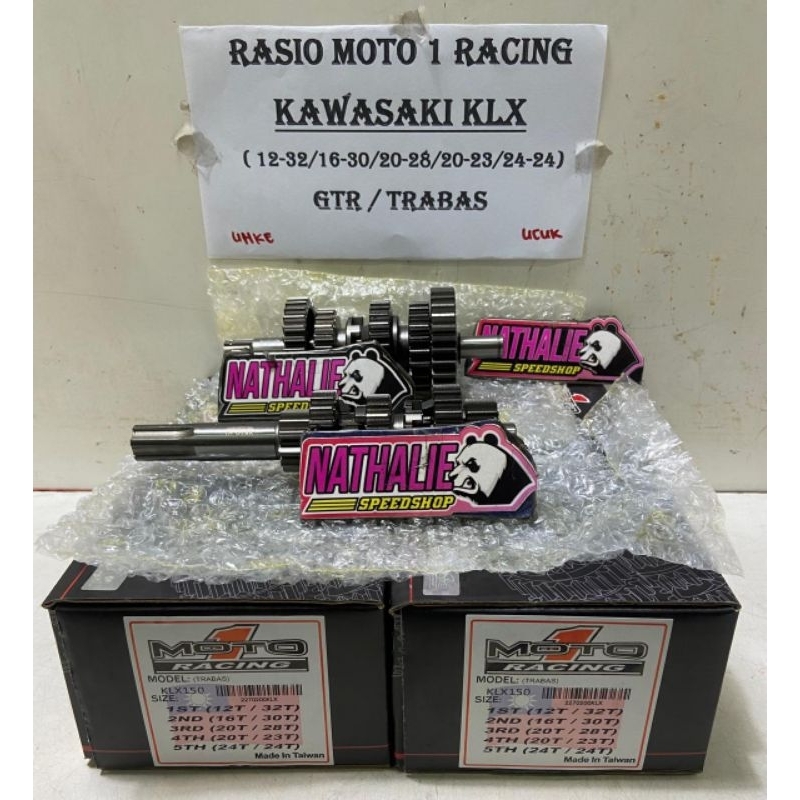 RASIO MOTO 1 RACING
KAWASAKI KLX
( 12-32/16-30/20-28/20-23/24-24)
GTR / TRABAS
UHKE
UCUK
NATHALIE
SPEEDSHOP
NATHALIE
SPEEDSHOP
NATHALIE
SPEEDSHOP
MOTO 1
RACING
MODEL: (TRABAS)
KLX150
SIZE: 2270200KLX
1ST (12T / 32T)
2ND (16T / 30T)
3RD (20T / 28T)
4TH (20T / 23T)
5TH (24T / 24T)
Made In Taiwan
MOTO 1
RACING
MODEL: (TRABAS)
KLX150
SIZE: 2270200KLX
1ST (12T / 32T)
2ND (16T / 30T)
3RD (20T / 28T)
4TH (20T / 23T)
5TH (24T / 24T)
Made In Taiwan